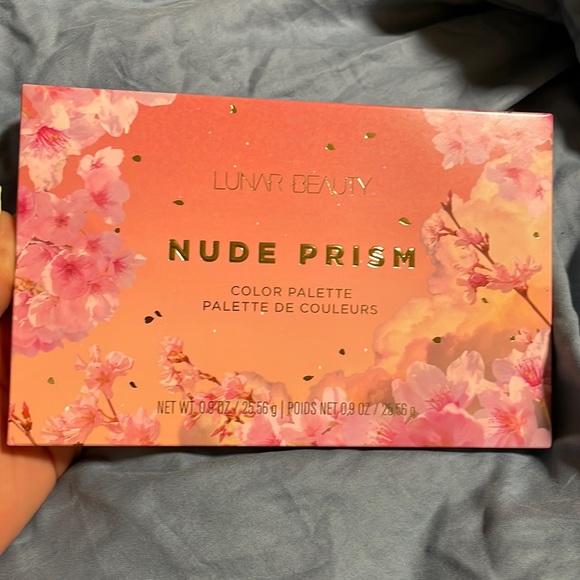 LUNAR BEAUTY
NUDE PRISM
COLOR PALETTE
PALETTE DE COULEURS
NET WT. 0.9 OZ / 25.56 g | POIDS NET 0.9 OZ / 25.56 g